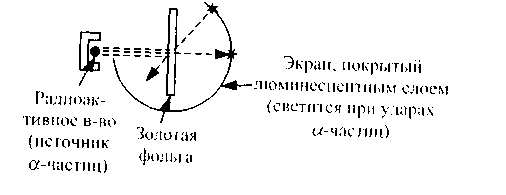 Экран, покрытый
люминесцентным слоем
(светится при ударах
α-частиц)
Радиоак-
тивное в-во
(источник
α-частиц)
Золотая
фольга